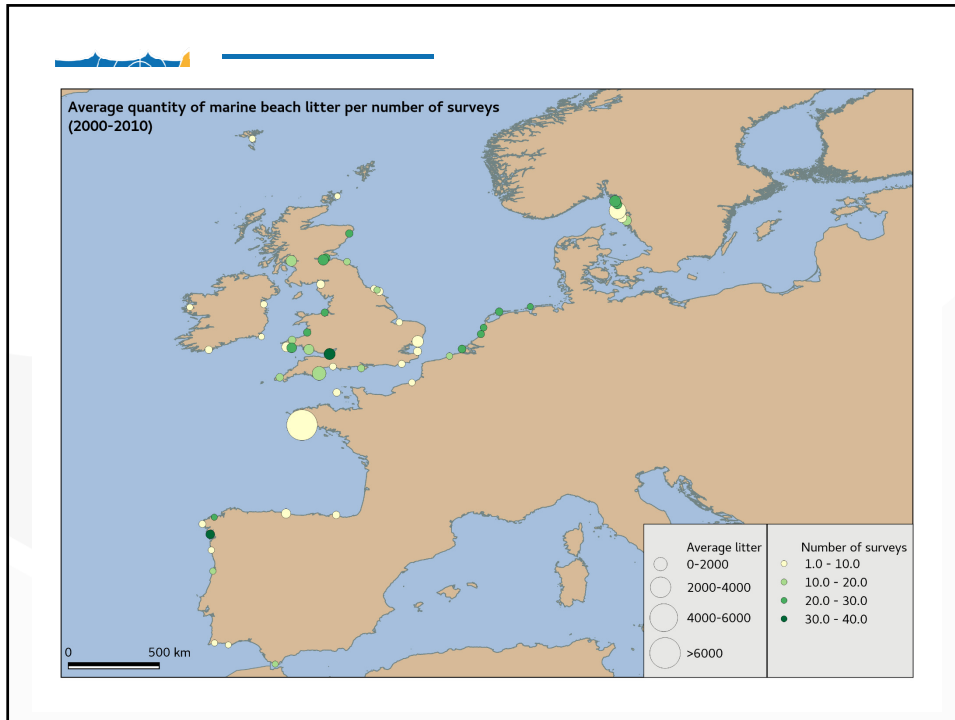 Average quantity of marine beach litter per number of surveys
(2000-2010)
Average litter
0-2000
2000-4000
4000-6000
>6000
Number of surveys
1.0 - 10.0
10.0 - 20.0
20.0 - 30.0
30.0 - 40.0
0 500 km